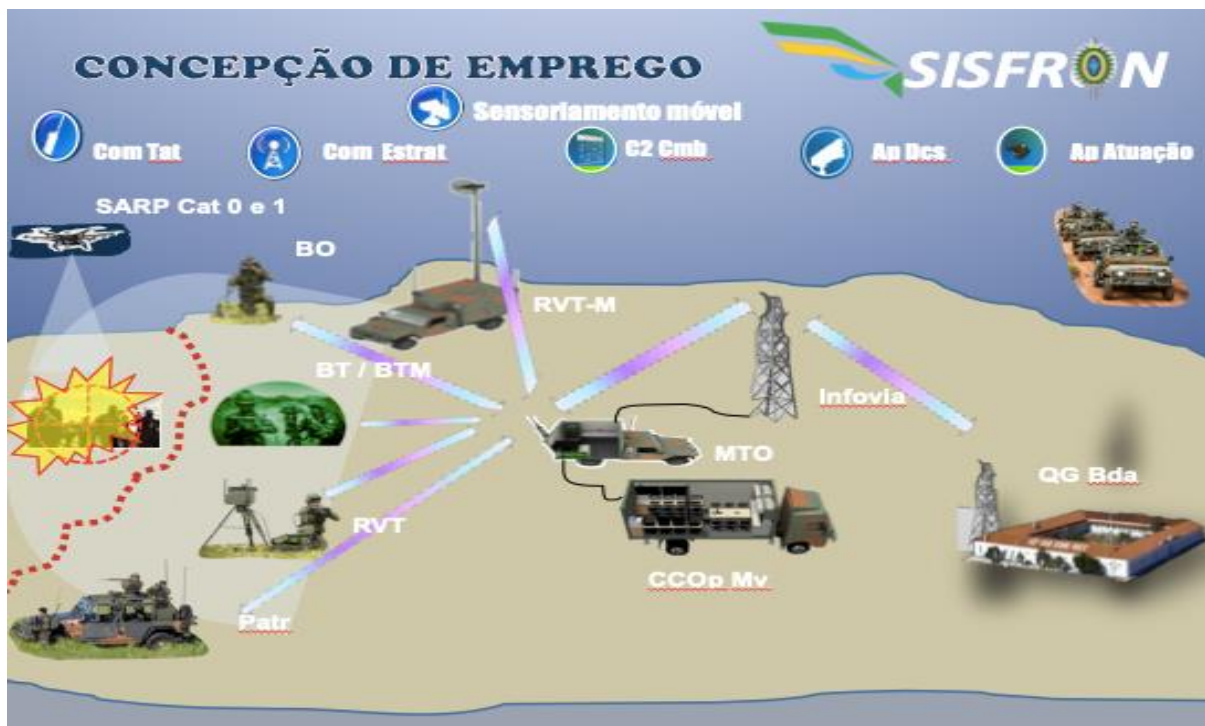 CONCEPÇÃO DE EMPREGO
SISFRON
Sensoriamento móvel
Com Tat
Com Estrat
C2 Cmb
Ap Dcs
Ap Atuação
SARP Cat 0 e 1
BO
RVT-M
BT / BTM
Infovia
MTO
QG Bda
RVT
CCOp Mv
Patr